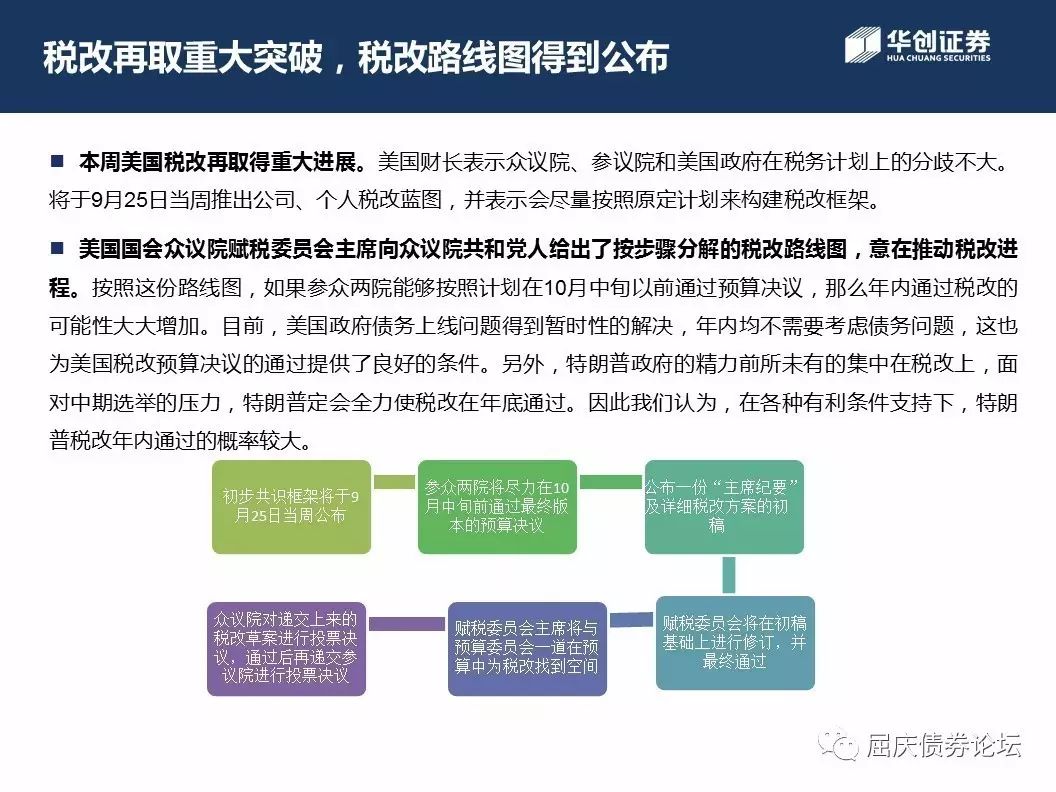 税改再取重大突破，税改路线图得到公布
华创证券
HUA CHUANG SECURITIES
■ 本周美国税改再取得重大进展。美国财长表示众议院、参议院和美国政府在税务计划上的分歧不大。
将于9月25日当周推出公司、个人税改蓝图，并表示会尽量按照原定计划来构建税改框架。
■ 美国国会众议院赋税委员会主席向众议院共和党人给出了按步骤分解的税改路线图，意在推动税改进
程。按照这份路线图，如果参众两院能够按照计划在10月中旬以前通过预算决议，那么年内通过税改的
可能性大大增加。目前，美国政府债务上线问题得到暂时性的解决，年内均不需要考虑债务问题，这也
为美国税改预算决议的通过提供了良好的条件。另外，特朗普政府的精力前所未有的集中在税改上，面
对中期选举的压力，特朗普定会全力使税改在年底通过。因此我们认为，在各种有利条件支持下，特朗
普税改年内通过的概率较大。
初步共识框架将于9
月25日当周公布
参众两院将尽力在10
月中旬前通过最终版
本的预算决议
公布一份“主席纪要”
及详细税改方案的初
稿
赋税委员会将在初稿
基础上进行修订，并
最终通过
赋税委员会主席将与
预算委员会一道在预
算中为税改找到空间
众议院对递交上来的
税改草案进行投票决
议，通过后再递交参
议院进行投票决议
屈庆债券论坛